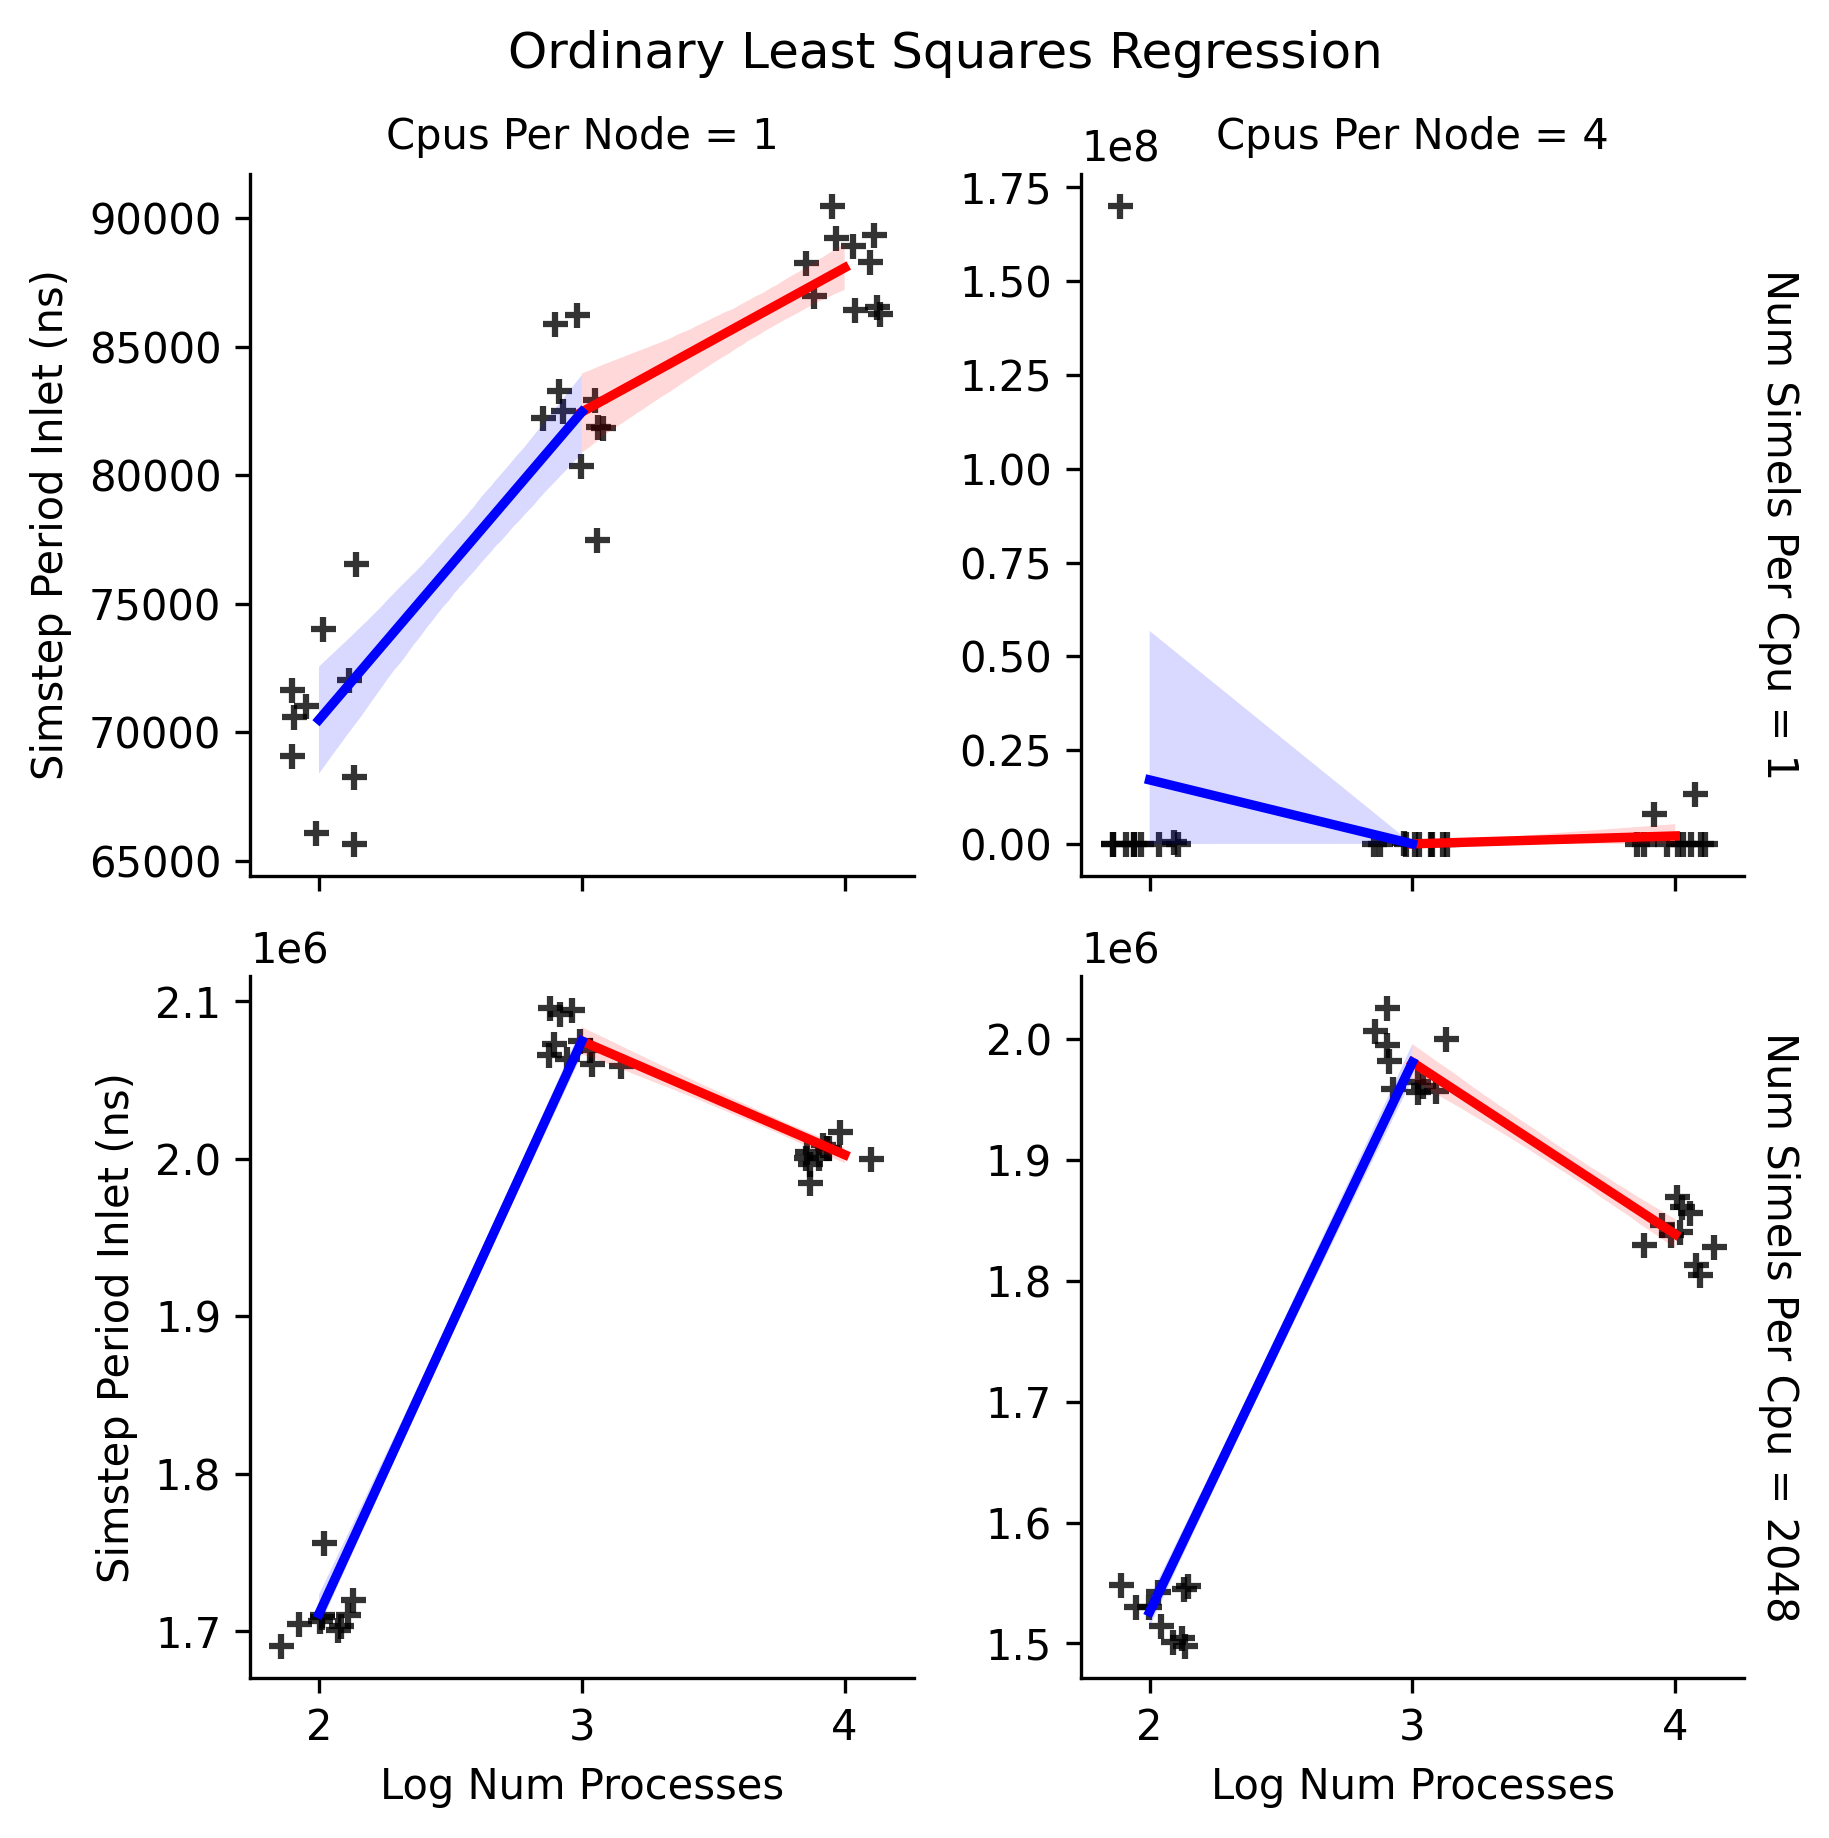 Ordinary Least Squares Regression
Cpus Per Node = 1
Cpus Per Node = 4
1e8
Simstep Period Inlet (ns)
90000
85000
80000
75000
70000
65000
1.75
1.50
1.25
1.00
0.75
0.50
0.25
0.00
Num Simels Per Cpu = 1
1e6
Simstep Period Inlet (ns)
2.1
2.0
1.9
1.8
1.7
2
3
4
Log Num Processes
1e6
2.0
1.9
1.8
1.7
1.6
1.5
2
3
4
Log Num Processes
Num Simels Per Cpu = 2048